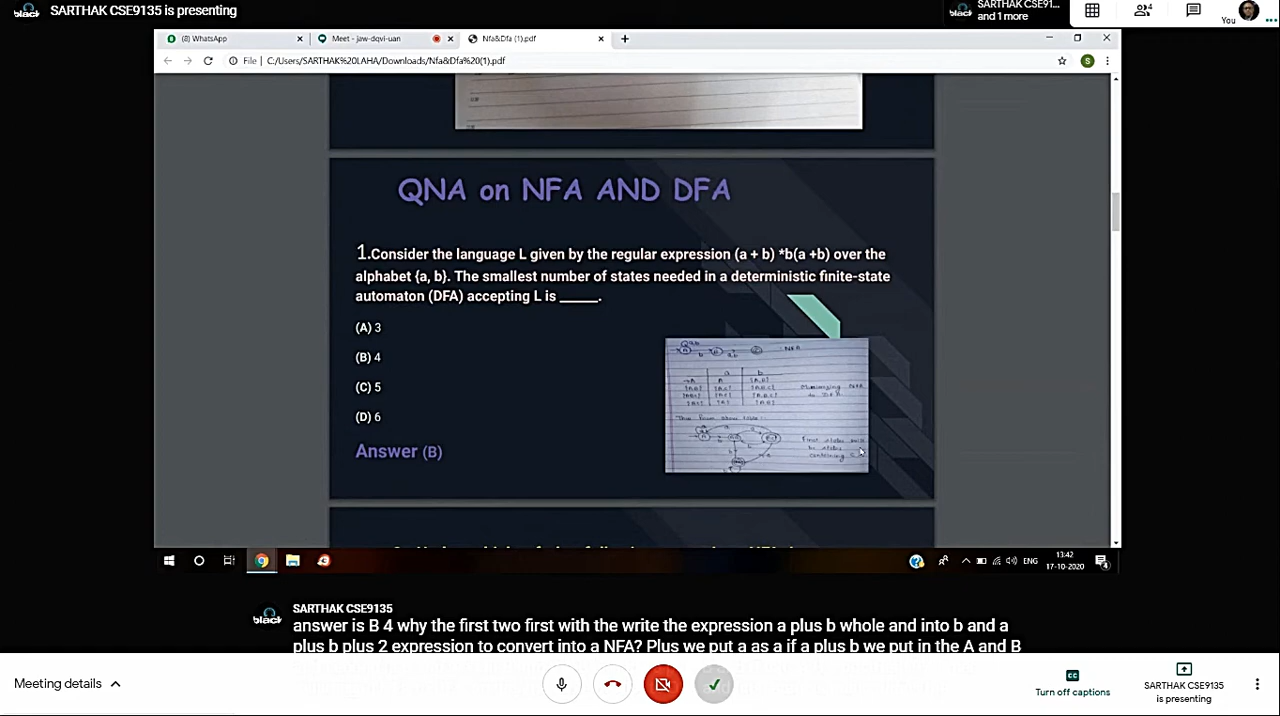 black
SARTHAK CSE9135 is presenting
black
SARTHAK CSE91...
and 1 more
4
You
(8) WhatsApp
Meet - jaw-dqvi-uan
Nfa&Dfa (1).pdf
File | C:/Users/SARTHAK%20LAHA/Downloads/Nfa&Dfa%20(1).pdf
S
QNA on NFA AND DFA
1.Consider the language L given by the regular expression (a + b) *b(a +b) over the
alphabet {a, b}. The smallest number of states needed in a deterministic finite-state
automaton (DFA) accepting L is _____.
(A) 3
(B) 4
(C) 5
(D) 6
Answer (B)
NFA
a b
ENG
13:42
17-10-2020
black
SARTHAK CSE9135
answer is B 4 why the first two first with the write the expression a plus b whole and into b and a
plus b plus 2 expression to convert into a NFA? Plus we put a as a if a plus b we put in the A and B
Meeting details
CC
Turn off captions
SARTHAK CSE9135
is presenting